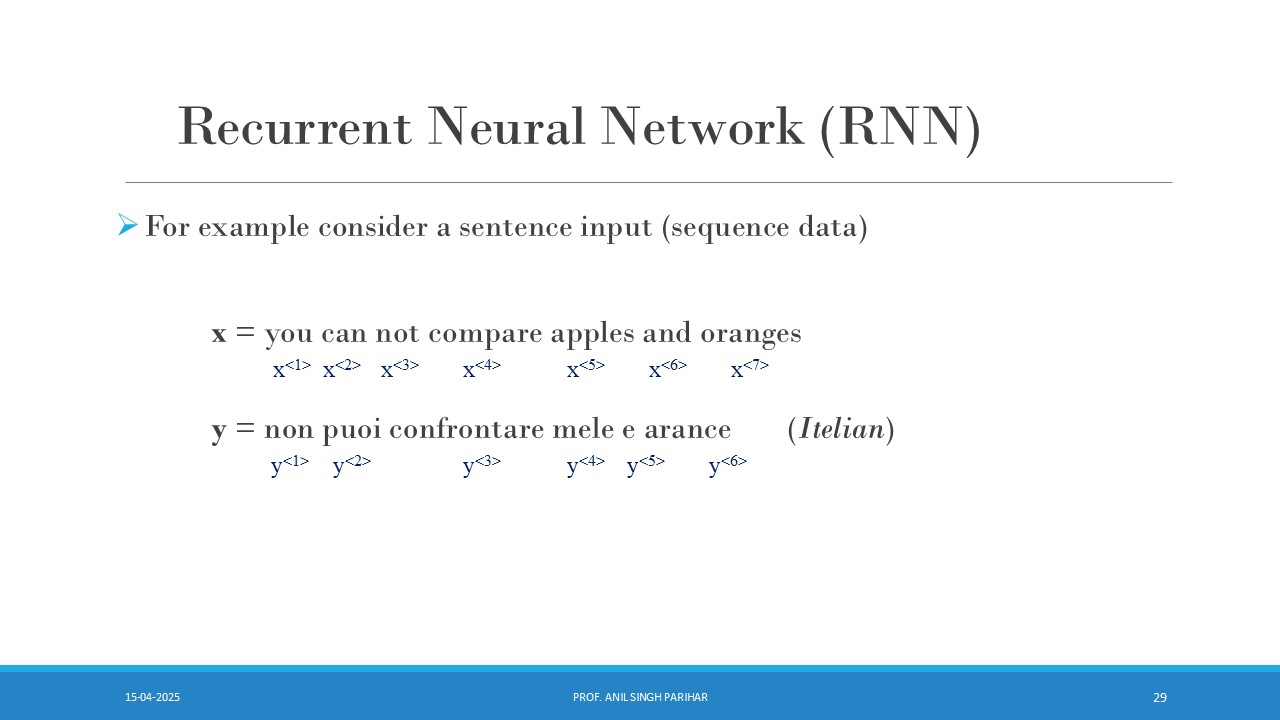 Recurrent Neural Network (RNN)
For example consider a sentence input (sequence data)
x = you can not compare apples and oranges
x<1> x<2> x<3> x<4> x<5> x<6> x<7>
y = non puoi confrontare mele e arance (Itelian)
y<1> y<2> y<3> y<4> y<5> y<6>
15-04-2025 PROF. ANIL SINGH PARIHAR 29